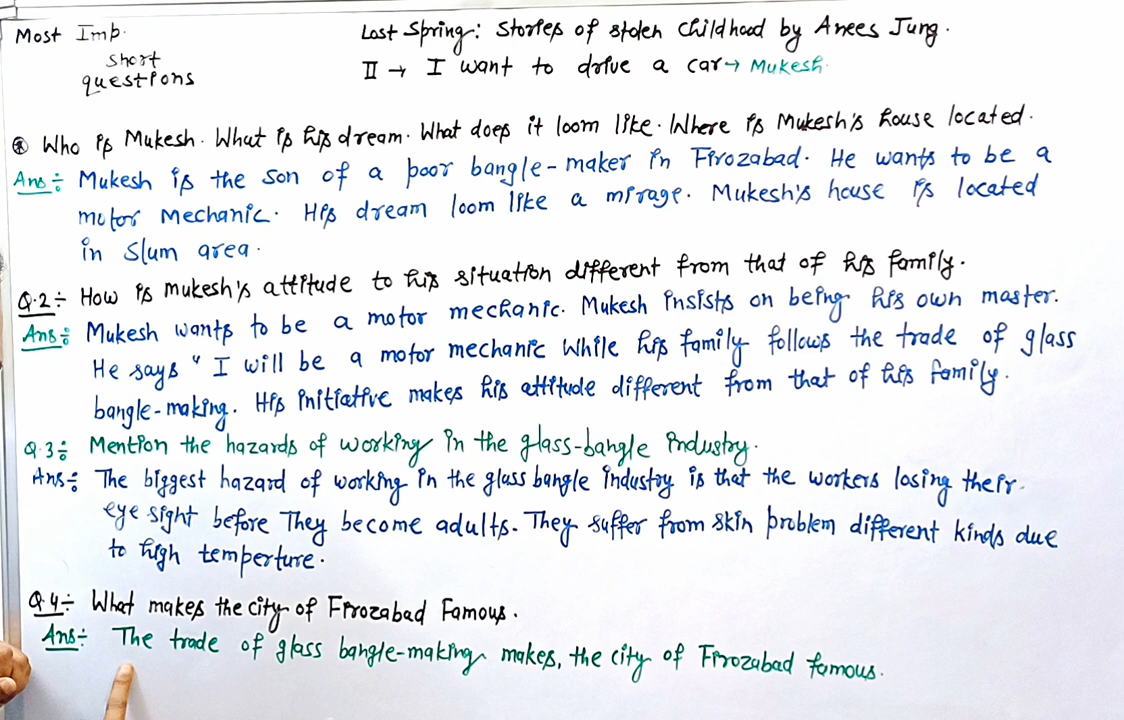 Most Imp.
short
questions
Lost Spring: Stories of stolen childhood by Anees Jung.
II → I want to drive a car → Mukesh.
Who is Mukesh. What is his dream. What does it loom like. Where is Mukesh's house located.
Ans÷ Mukesh is the son of a poor bangle-maker in Firozabad. He wants to be a
motor Mechanic. His dream loom like a mirage. Mukesh's house is located
in Slum area.
Q.2÷ How is mukesh's attitude to his situation different from that of his family.
Ans÷ Mukesh wants to be a motor mechanic. Mukesh insists on being his own master.
He says " I will be a motor mechanic while his family follows the trade of glass
bangle-making. His initiative makes his attitude different from that of his family.
Q.3÷ Mention the hazards of working in the glass-bangle industry.
Ans÷ The biggest hazard of working in the glass bangle industry is that the workers losing their.
eye sight before They become adults. They suffer from skin problem different kinds due
to high temperture.
Q.4÷ What makes the city of Firozabad Famous.
Ans÷ The trade of glass bangle-making makes, the city of Firozabad famous.